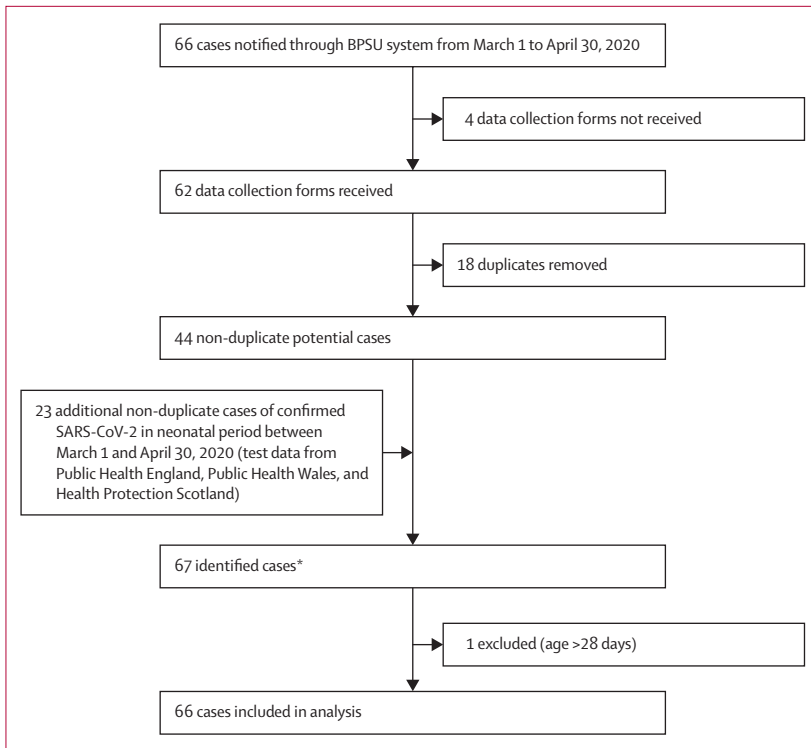 66 cases notified through BPSU system from March 1 to April 30, 2020
4 data collection forms not received
62 data collection forms received
18 duplicates removed
44 non-duplicate potential cases
23 additional non-duplicate cases of confirmed
SARS-CoV-2 in neonatal period between
March 1 and April 30, 2020 (test data from
Public Health England, Public Health Wales, and
Health Protection Scotland)
67 identified cases*
1 excluded (age >28 days)
66 cases included in analysis